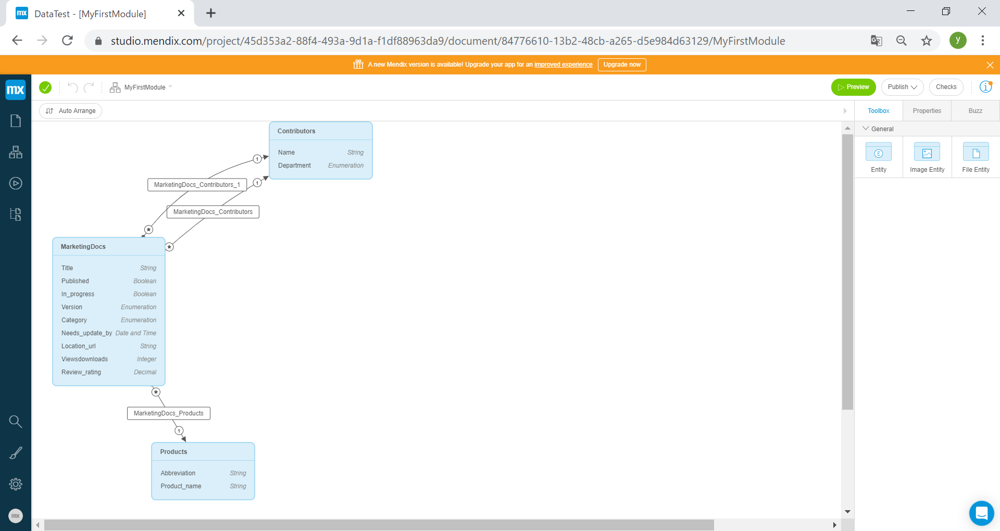 mx DataTest - [MyFirstModule]
studio.mendix.com/project/45d353a2-88f4-493a-9d1a-f1df88963da9/document/84776610-13b2-48cb-a265-d5e984d63129/MyFirstModule
y
A new Mendix version is available! Upgrade your app for an improved experience Upgrade now
mx MyFirstModule
Preview Publish Checks
Auto Arrange
Toolbox Properties Buzz
General
Entity Image Entity File Entity
Contributors
Name String
Department Enumeration
1
1
MarketingDocs_Contributors_1
MarketingDocs_Contributors
MarketingDocs
Title String
Published Boolean
In_progress Boolean
Version Enumeration
Category Enumeration
Needs_update_by Date and Time
Location_url String
Viewsdownloads Integer
Review_rating Decimal
MarketingDocs_Products
1
Products
Abbreviation String
Product_name String
mx